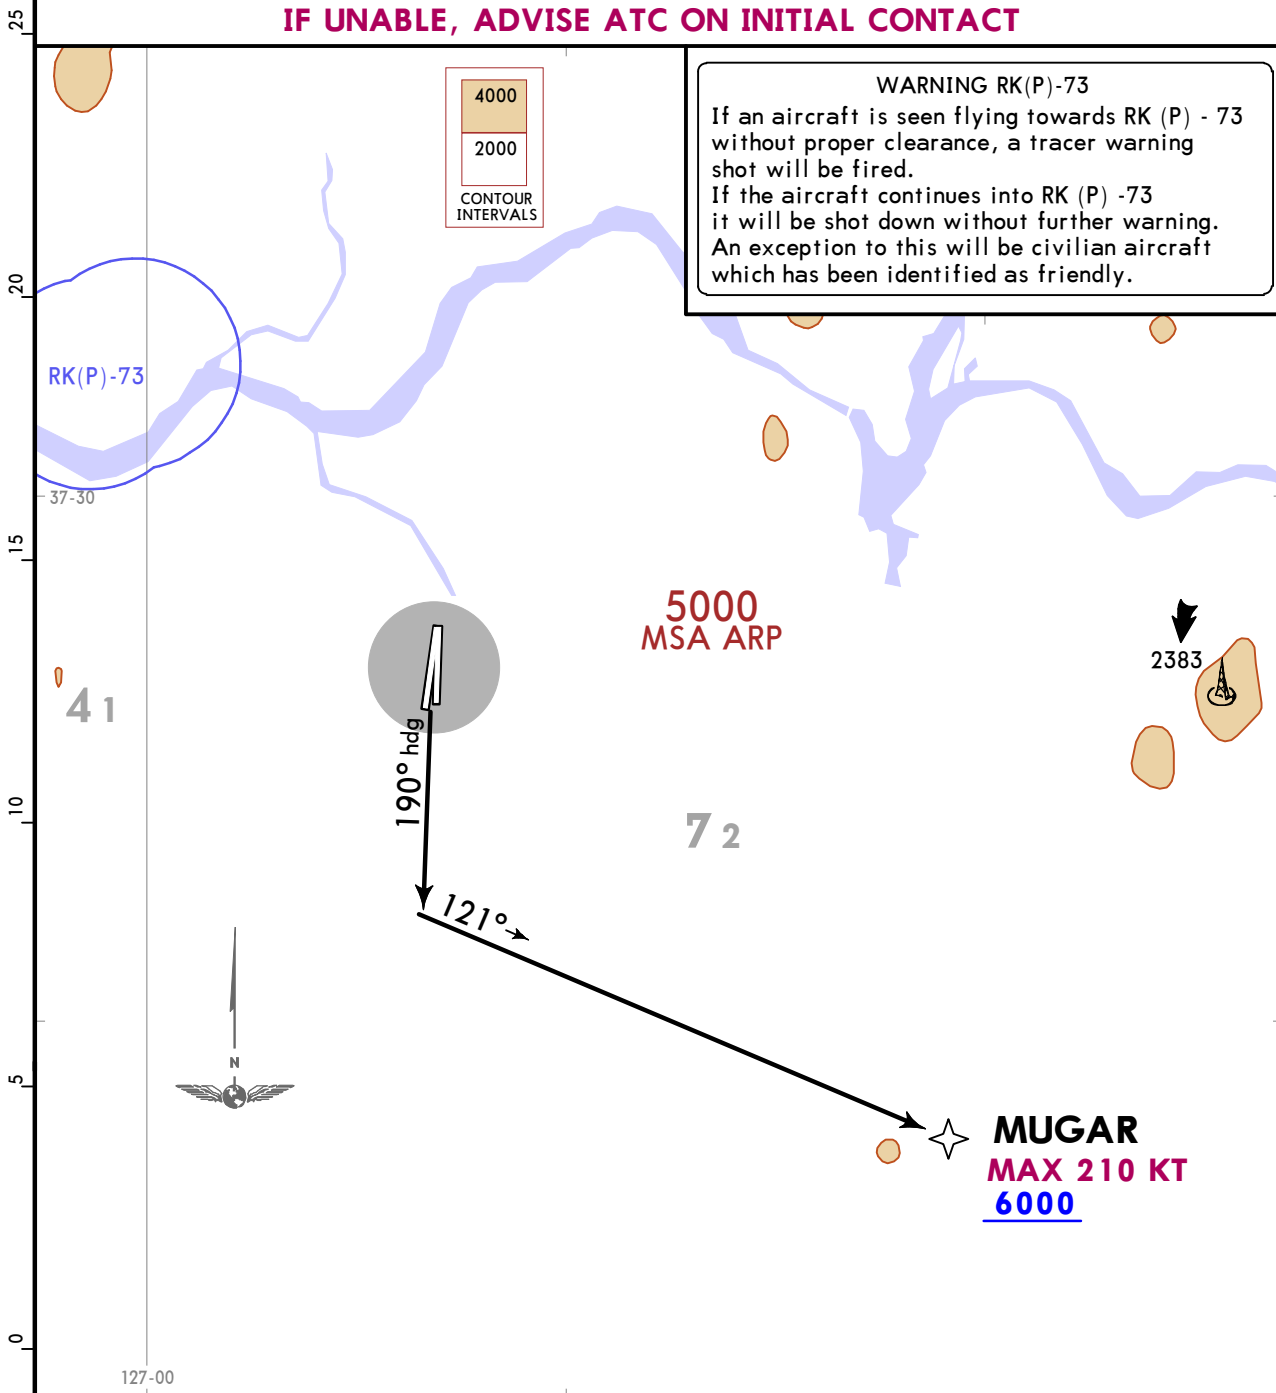 IF UNABLE, ADVISE ATC ON INITIAL CONTACT
25
20
15
10
5
0
4000
2000
CONTOUR
INTERVALS
WARNING RK(P)-73
If an aircraft is seen flying towards RK (P) - 73
without proper clearance, a tracer warning
shot will be fired.
If the aircraft continues into RK (P) -73
it will be shot down without further warning.
An exception to this will be civilian aircraft
which has been identified as friendly.
RK(P)-73
37-30
5000
MSA ARP
2383
41
190° hdg
72
121°
N
MUGAR
MAX 210 KT
6000
127-00